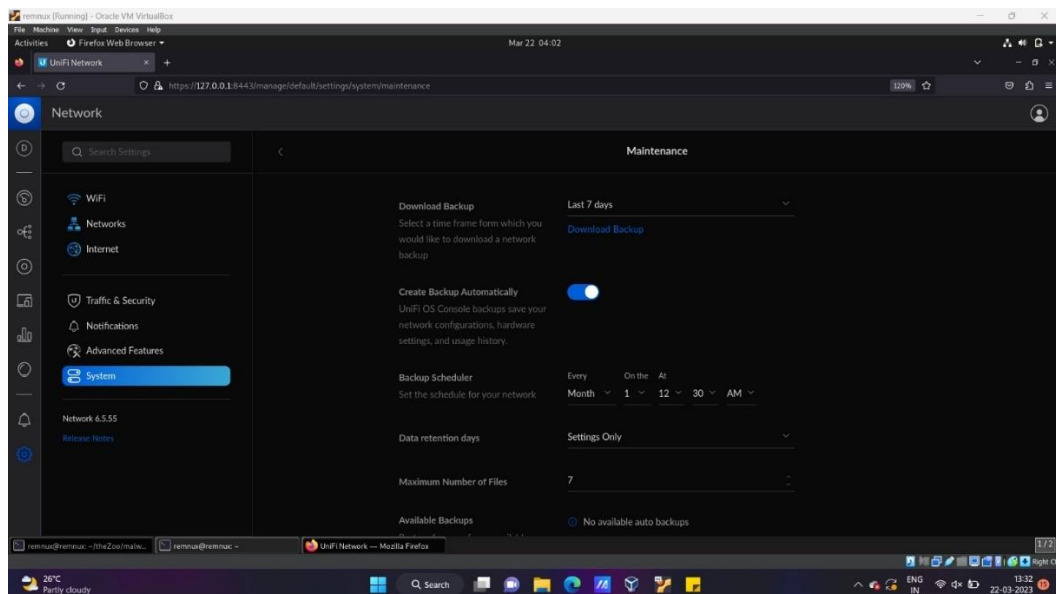 remnux [Running] - Oracle VM VirtualBox
File Machine View Input Devices Help
Activities Firefox Web Browser Mar 22 04:02
UniFi Network
https://127.0.0.1:8443/manage/default/settings/system/maintenance 120%
Network
Search Settings
Maintenance
WiFi
Networks
Internet
Traffic & Security
Notifications
Advanced Features
System
Network 6.5.55
Release Notes
Download Backup Last 7 days
Select a time frame form which you
would like to download a network
backup
Download Backup
Create Backup Automatically
UniFi OS Console backups save your
network configurations, hardware
settings, and usage history.
Backup Scheduler Every On the At
Set the schedule for your network Month 1 12 30 AM
Data retention days Settings Only
Maximum Number of Files 7
Available Backups No available auto backups
remnux@remnux: ~/theZoo/malw... remnux@remnux: ~ UniFi Network — Mozilla Firefox 1/2
26°C
Partly cloudy
Search
ENG
IN
13:32
22-03-2023